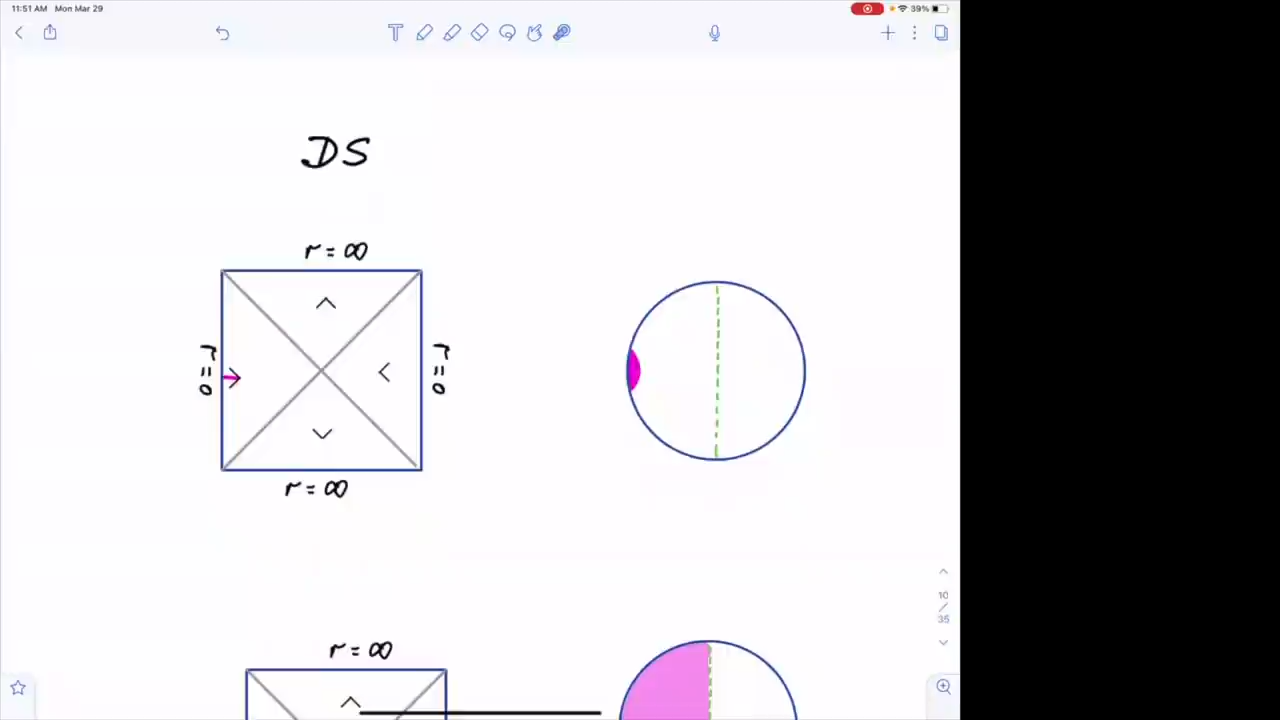 11:51 AM Mon Mar 29
39%
DS
r = ∞
r = 0
r = 0
r = ∞
10
/
35
r = ∞